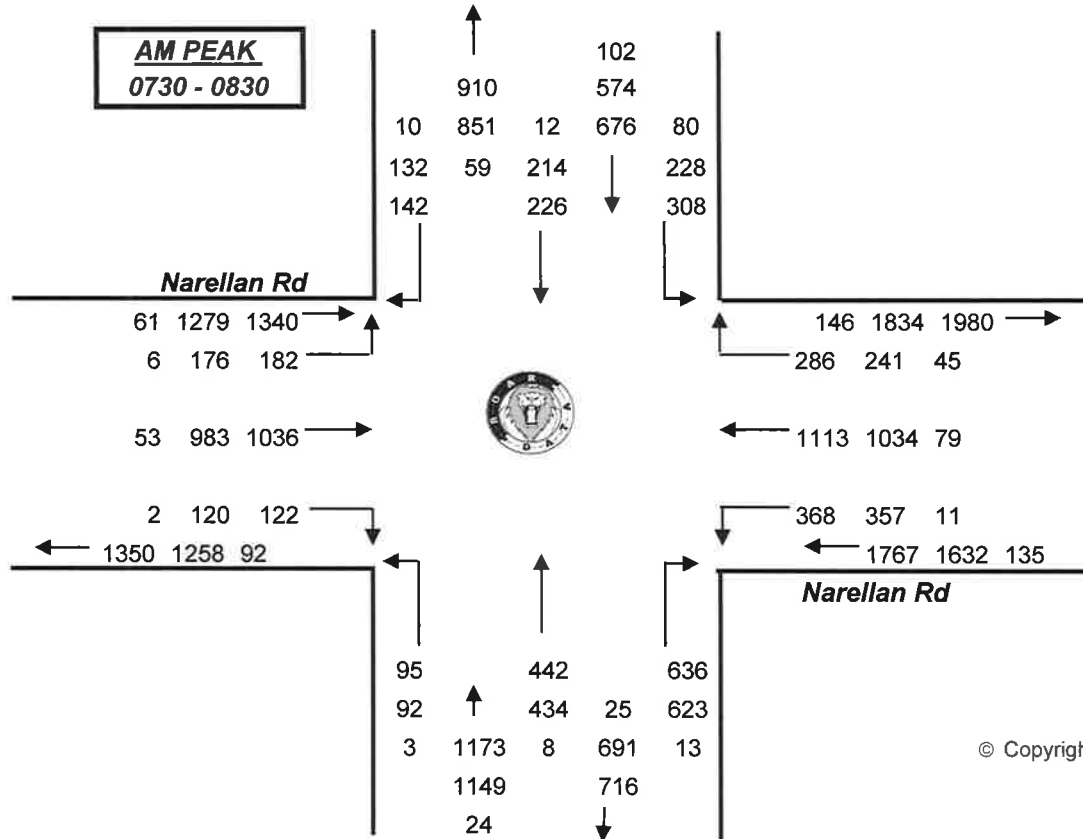 AM PEAK
0730 - 0830
102
910 574
10 851 12 676 80
132 59 214 228
142 226 308
Narellan Rd
61 1279 1340 146 1834 1980
6 176 182 286 241 45
53 983 1036 1113 1034 79
2 120 122 368 357 11
1350 1258 92 1767 1632 135
Narellan Rd
95 442 636
92 434 25 623
3 1173 8 691 13
© Copyrigh
1149 716
24